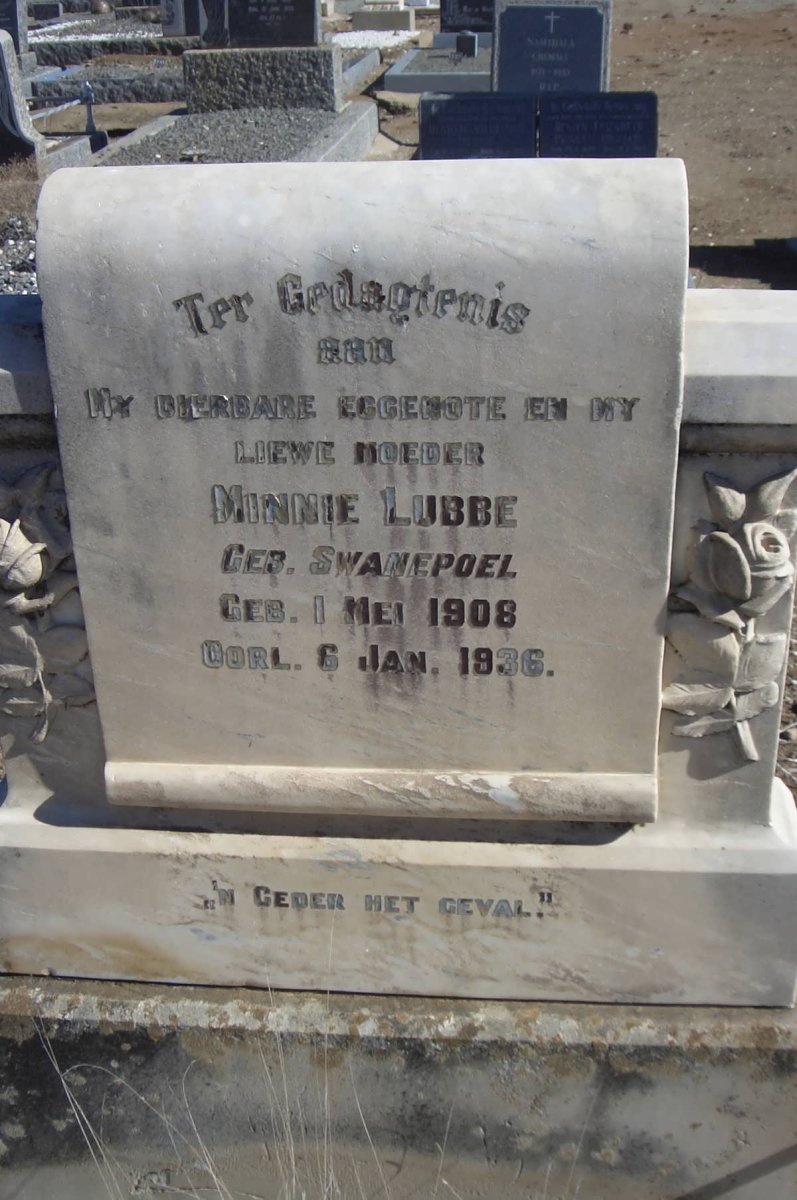 NAMTHALA
Ter Gedagtenis
aan
MY DIERBARE EGGENOTE EN MY
LIEWE MOEDER
MINNIE LUBBE
GEB. SWANEPOEL
GEB. 1 MEI 1908
OORL. 6 JAN. 1936.
„'N CEDER HET GEVAL."